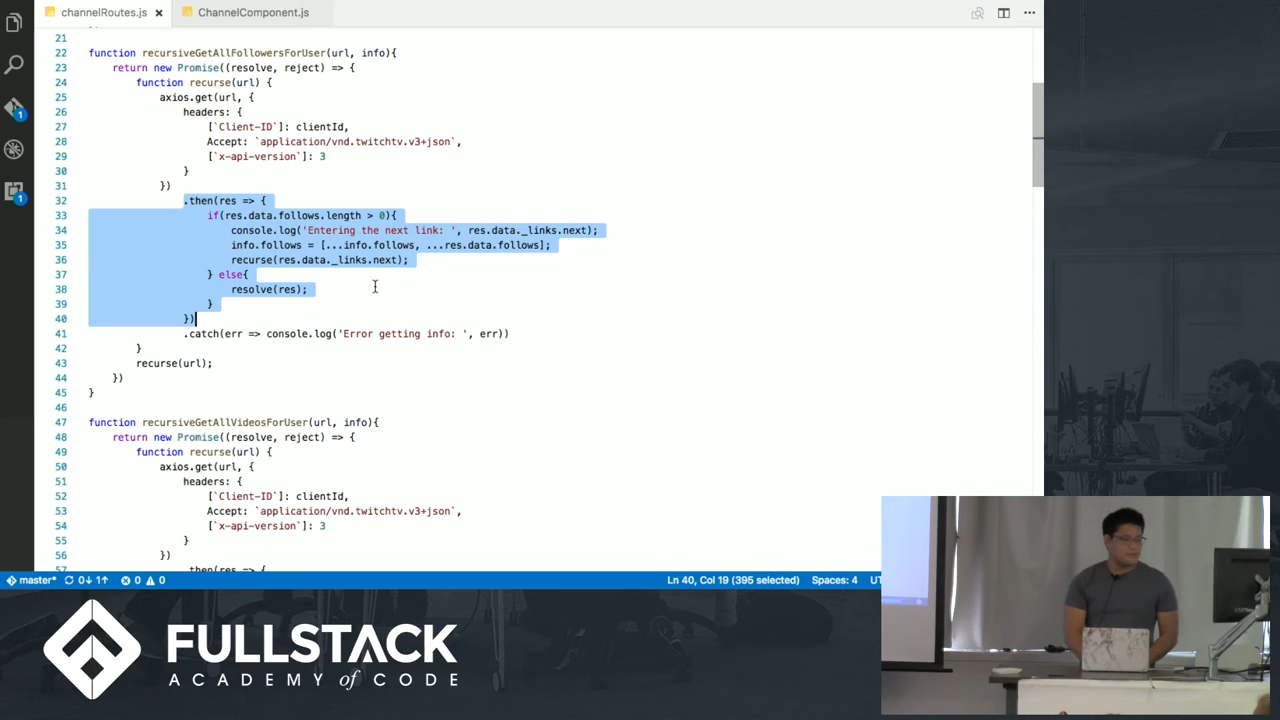 channelRoutes.js
ChannelComponent.js
21
22 function recursiveGetAllFollowersForUser(url, info){
23 return new Promise((resolve, reject) => {
24 function recurse(url) {
25 axios.get(url, {
26 headers: {
27 [`Client-ID`]: clientId,
28 Accept: `application/vnd.twitchtv.v3+json`,
29 [`x-api-version`]: 3
30 }
31 })
32 .then(res => {
33 if(res.data.follows.length > 0){
34 console.log('Entering the next link: ', res.data._links.next);
35 info.follows = [...info.follows, ...res.data.follows];
36 recurse(res.data._links.next);
37 } else{
38 resolve(res);
39 }
40 })
41 .catch(err => console.log('Error getting info: ', err))
42 }
43 recurse(url);
44 })
45 }
46
47 function recursiveGetAllVideosForUser(url, info){
48 return new Promise((resolve, reject) => {
49 function recurse(url) {
50 axios.get(url, {
51 headers: {
52 [`Client-ID`]: clientId,
53 Accept: `application/vnd.twitchtv.v3+json`,
54 [`x-api-version`]: 3
55 }
56 })
.then(res => {
1
1
master* 0↓ 1↑ 0 0
Ln 40, Col 19 (395 selected) Spaces: 4
FULLSTACK
ACADEMY of CODE